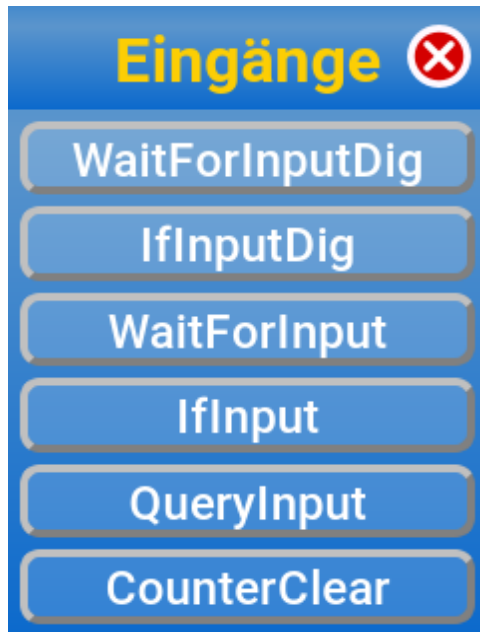 Eingänge
WaitForInputDig
IfInputDig
WaitForInput
IfInput
QueryInput
CounterClear